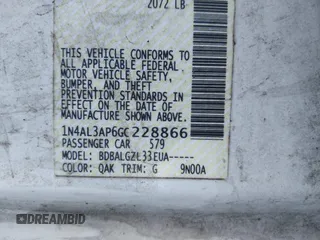 2072 LB
THIS VEHICLE CONFORMS TO
ALL APPLICABLE FEDERAL
MOTOR VEHICLE SAFETY,
BUMPER, AND THEFT
PREVENTION STANDARDS
IN EFFECT ON THE DATE OF
MANUFACTURE SHOWN
ABOVE.
1N4AL3AP6GC228866
PASSENGER CAR 579
MODEL: BDBALGZL33EUA-----
COLOR: QAK TRIM: G 9N00A
DREAMBID